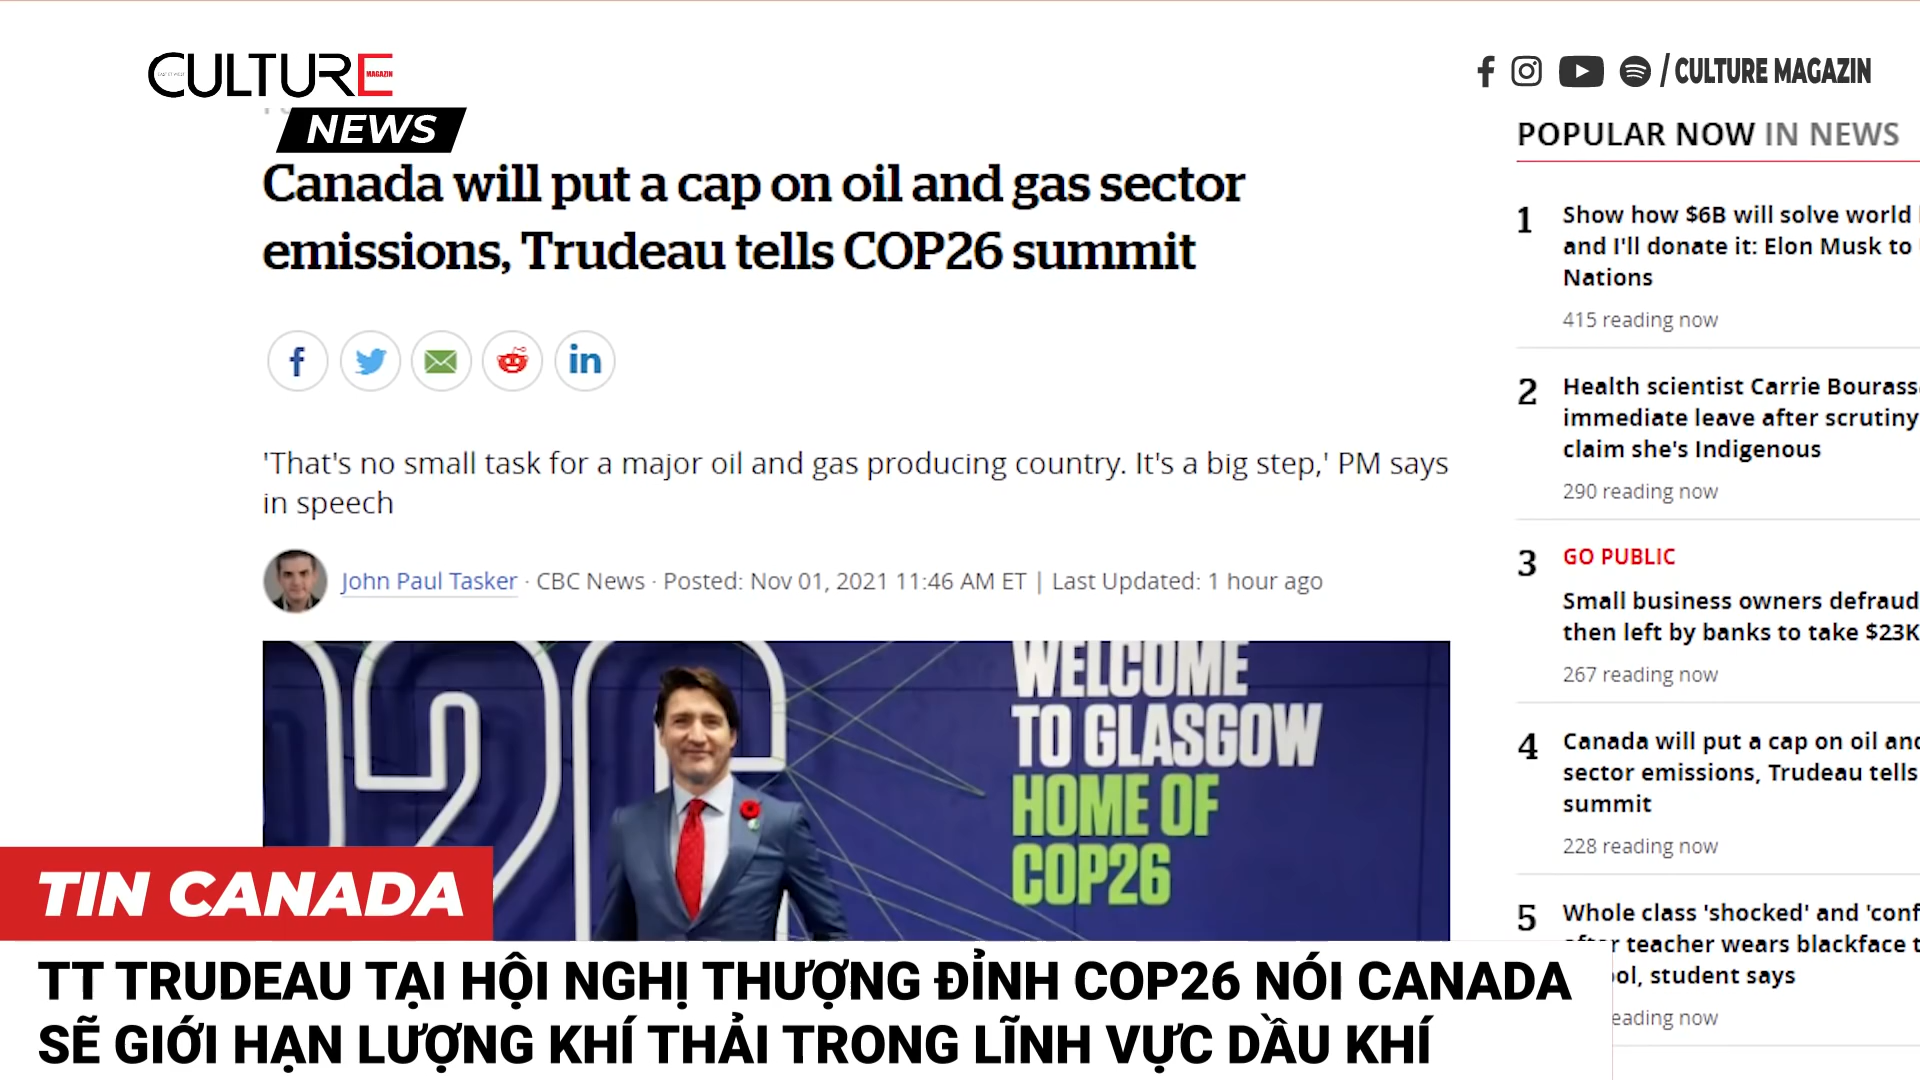 CULTURE
MAGAZIN
NEWS
/ CULTURE MAGAZIN
Canada will put a cap on oil and gas sector
emissions, Trudeau tells COP26 summit
'That's no small task for a major oil and gas producing country. It's a big step,' PM says
in speech
John Paul Tasker · CBC News · Posted: Nov 01, 2021 11:46 AM ET | Last Updated: 1 hour ago
WELCOME
TO GLASGOW
HOME OF
COP26
POPULAR NOW IN NEWS
1
Show how $6B will solve world
and I'll donate it: Elon Musk to
Nations
415 reading now
2
Health scientist Carrie Bourass
immediate leave after scrutiny
claim she's Indigenous
290 reading now
3
GO PUBLIC
Small business owners defraud
then left by banks to take $23K
267 reading now
4
Canada will put a cap on oil and
sector emissions, Trudeau tells
summit
228 reading now
5
Whole class 'shocked' and 'conf
after teacher wears blackface t
ool, student says
eading now
TIN CANADA
TT TRUDEAU TẠI HỘI NGHỊ THƯỢNG ĐỈNH COP26 NÓI CANADA
SẼ GIỚI HẠN LƯỢNG KHÍ THẢI TRONG LĨNH VỰC DẦU KHÍ